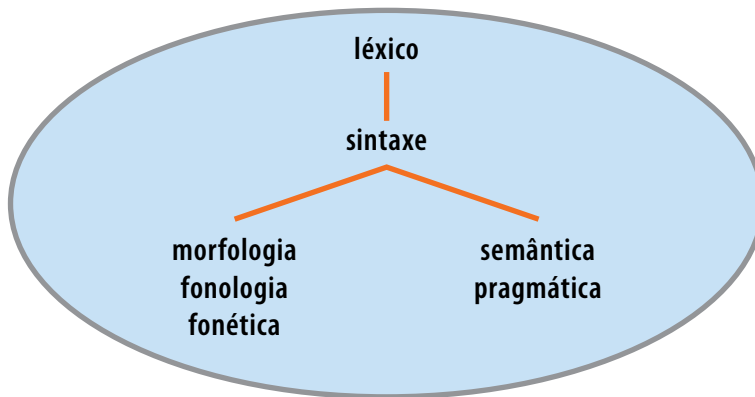 léxico
sintaxe
morfologia
fonologia
fonética
semântica
pragmática